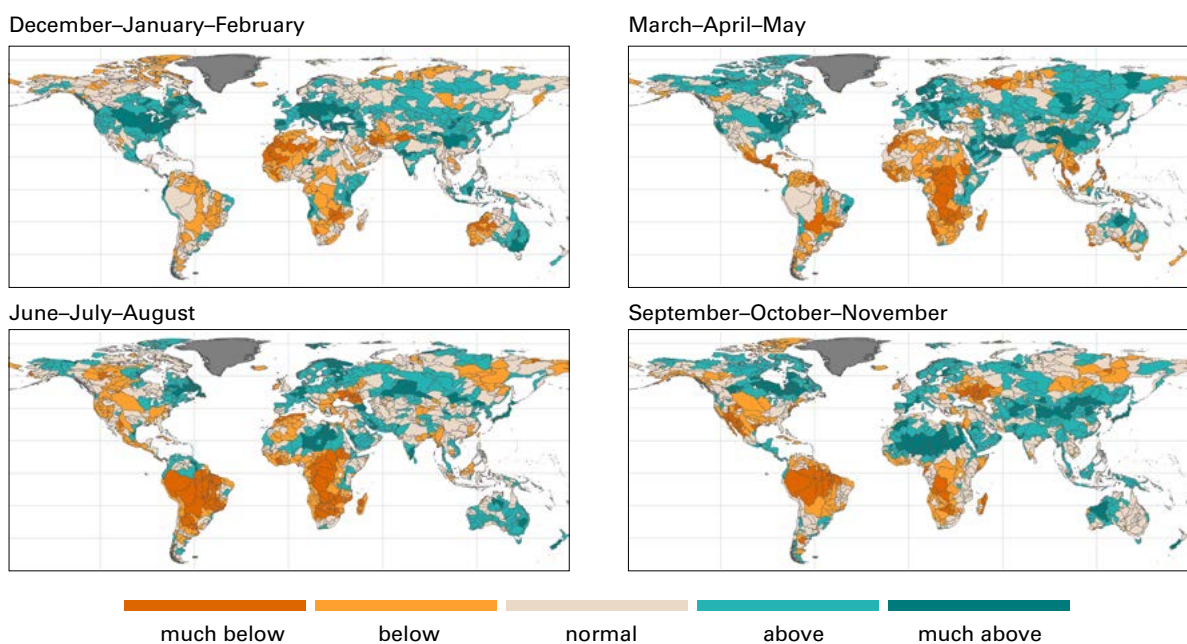 December–January–February
March–April–May
June–July–August
September–October–November
much below
below
normal
above
much above